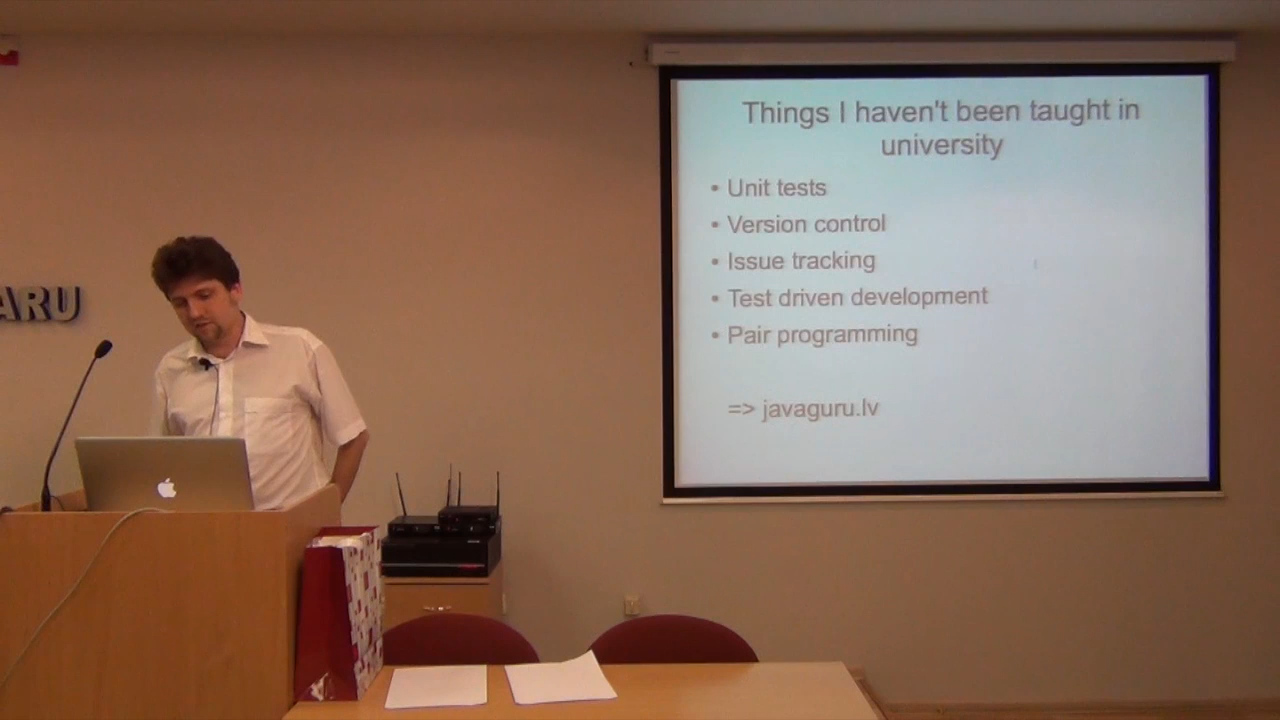 Things I haven't been taught in
university
• Unit tests
• Version control
• Issue tracking
• Test driven development
• Pair programming
=> javaguru.lv
ARU